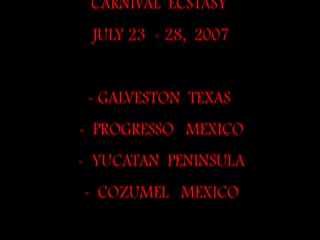 CARNIVAL ECSTASY
JULY 23 - 28, 2007
- GALVESTON TEXAS
- PROGRESSO MEXICO
- YUCATAN PENINSULA
- COZUMEL MEXICO